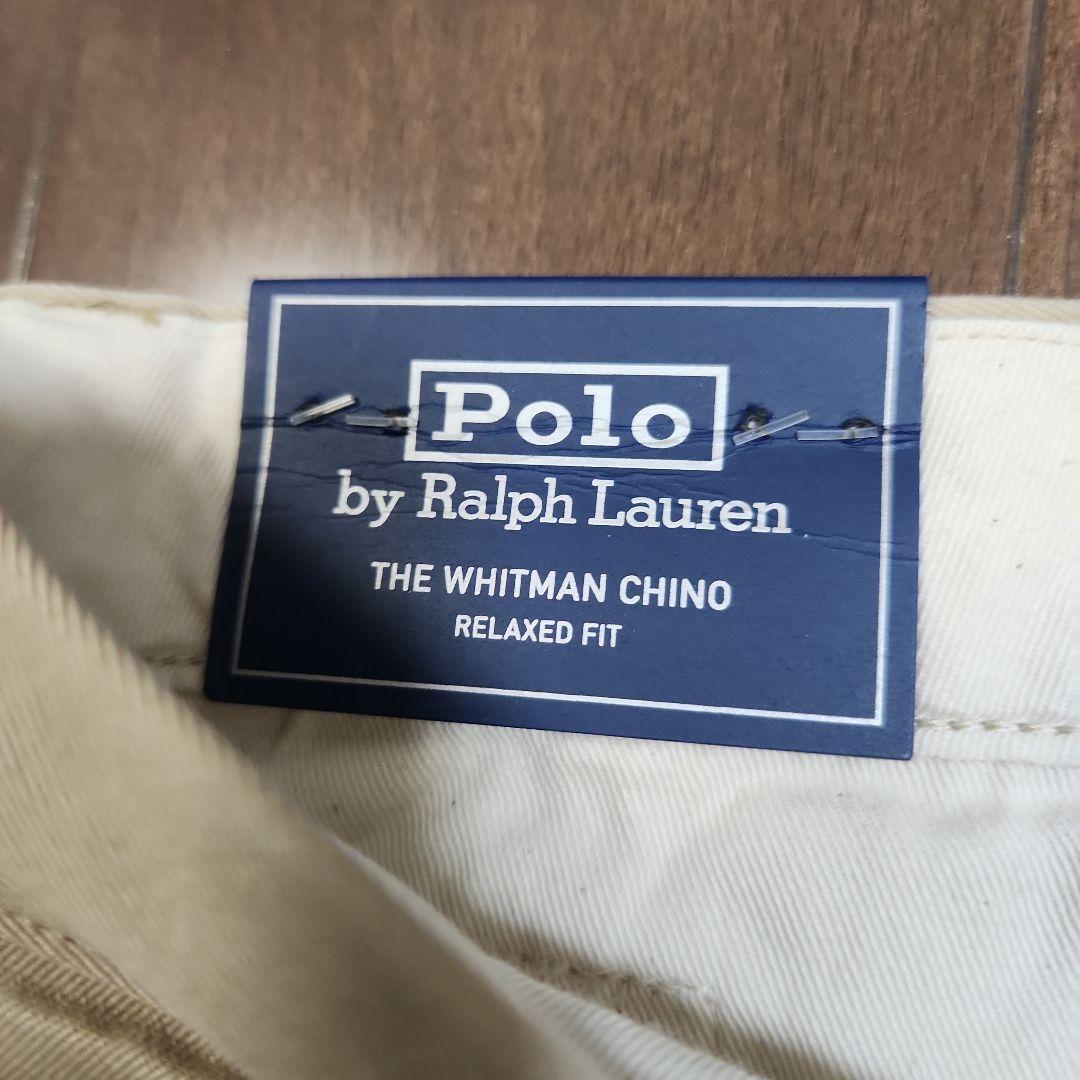 Polo
by Ralph Lauren
THE WHITMAN CHINO
RELAXED FIT